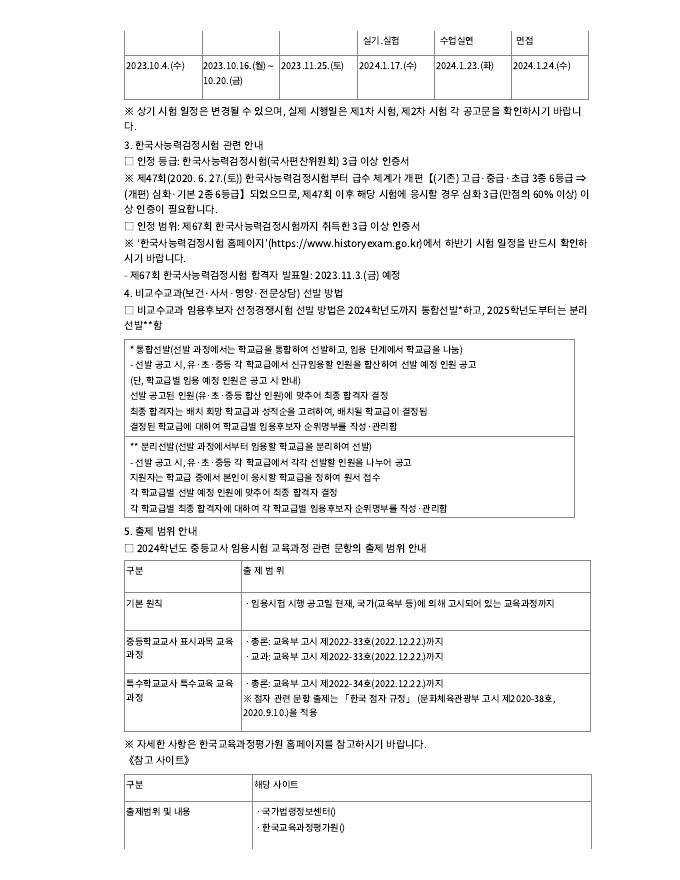 실기.실험 수업실연 면접
2023.10.4.(수) 2023.10.16.(월)~ 2023.11.25.(토) 2024.1.17.(수) 2024.1.23.(화) 2024.1.24.(수)
10.20.(금)
※ 상기 시험 일정은 변경될 수 있으며, 실제 시행일은 제1차 시험, 제2차 시험 각 공고문을 확인하시기 바랍니
다.
3. 한국사능력검정시험 관련 안내
□ 인정 등급: 한국사능력검정시험(국사편찬위원회) 3급 이상 인증서
※ 제47회(2020. 6. 27.(토)) 한국사능력검정시험부터 급수 체계가 개편【(기존) 고급·중급·초급 3종 6등급 ⇒
(개편) 심화·기본 2종 6등급】되었으므로, 제47회 이후 해당 시험에 응시할 경우 심화 3급(만점의 60% 이상) 이
상 인증이 필요합니다.
□ 인정 범위: 제67회 한국사능력검정시험까지 취득한 3급 이상 인증서
※ ‘한국사능력검정시험 홈페이지’(https://www.historyexam.go.kr)에서 하반기 시험 일정을 반드시 확인하
시기 바랍니다.
- 제67회 한국사능력검정시험 합격자 발표일: 2023.11.3.(금) 예정
4. 비교수교과(보건·사서·영양·전문상담) 선발 방법
□ 비교수교과 임용후보자 선정경쟁시험 선발 방법은 2024학년도까지 통합선발*하고, 2025학년도부터는 분리
선발**함
* 통합선발(선발 과정에서는 학교급을 통합하여 선발하고, 임용 단계에서 학교급을 나눔)
- 선발 공고 시, 유·초·중등 각 학교급에서 신규임용할 인원을 합산하여 선발 예정 인원 공고
(단, 학교급별 임용 예정 인원은 공고 시 안내)
선발 공고된 인원(유·초·중등 합산 인원)에 맞추어 최종 합격자 결정
최종 합격자는 배치 희망 학교급과 성적순을 고려하여, 배치될 학교급이 결정됨
결정된 학교급에 대하여 학교급별 임용후보자 순위명부를 작성·관리함
** 분리선발(선발 과정에서부터 임용할 학교급을 분리하여 선발)
- 선발 공고 시, 유·초·중등 각 학교급에서 각각 선발할 인원을 나누어 공고
지원자는 학교급 중에서 본인이 응시할 학교급을 정하여 원서 접수
각 학교급별 선발 예정 인원에 맞추어 최종 합격자 결정
각 학교급별 최종 합격자에 대하여 각 학교급별 임용후보자 순위명부를 작성·관리함
5. 출제 범위 안내
□ 2024학년도 중등교사 임용시험 교육과정 관련 문항의 출제 범위 안내
구분 출 제 범 위
기본 원칙 · 임용시험 시행 공고일 현재, 국가(교육부 등)에 의해 고시되어 있는 교육과정까지
중등학교교사 표시과목 교육 · 총론: 교육부 고시 제2022-33호(2022.12.22.)까지
과정 · 교과: 교육부 고시 제2022-33호(2022.12.22.)까지
특수학교교사 특수교육 교육 · 총론: 교육부 고시 제2022-34호(2022.12.22.)까지
과정 ※ 점자 관련 문항 출제는 「한국 점자 규정」 (문화체육관광부 고시 제2020-38호,
2020.9.10.)을 적용
※ 자세한 사항은 한국교육과정평가원 홈페이지를 참고하시기 바랍니다.
《참고 사이트》
구분 해당 사이트
출제범위 및 내용 · 국가법령정보센터()
· 한국교육과정평가원()